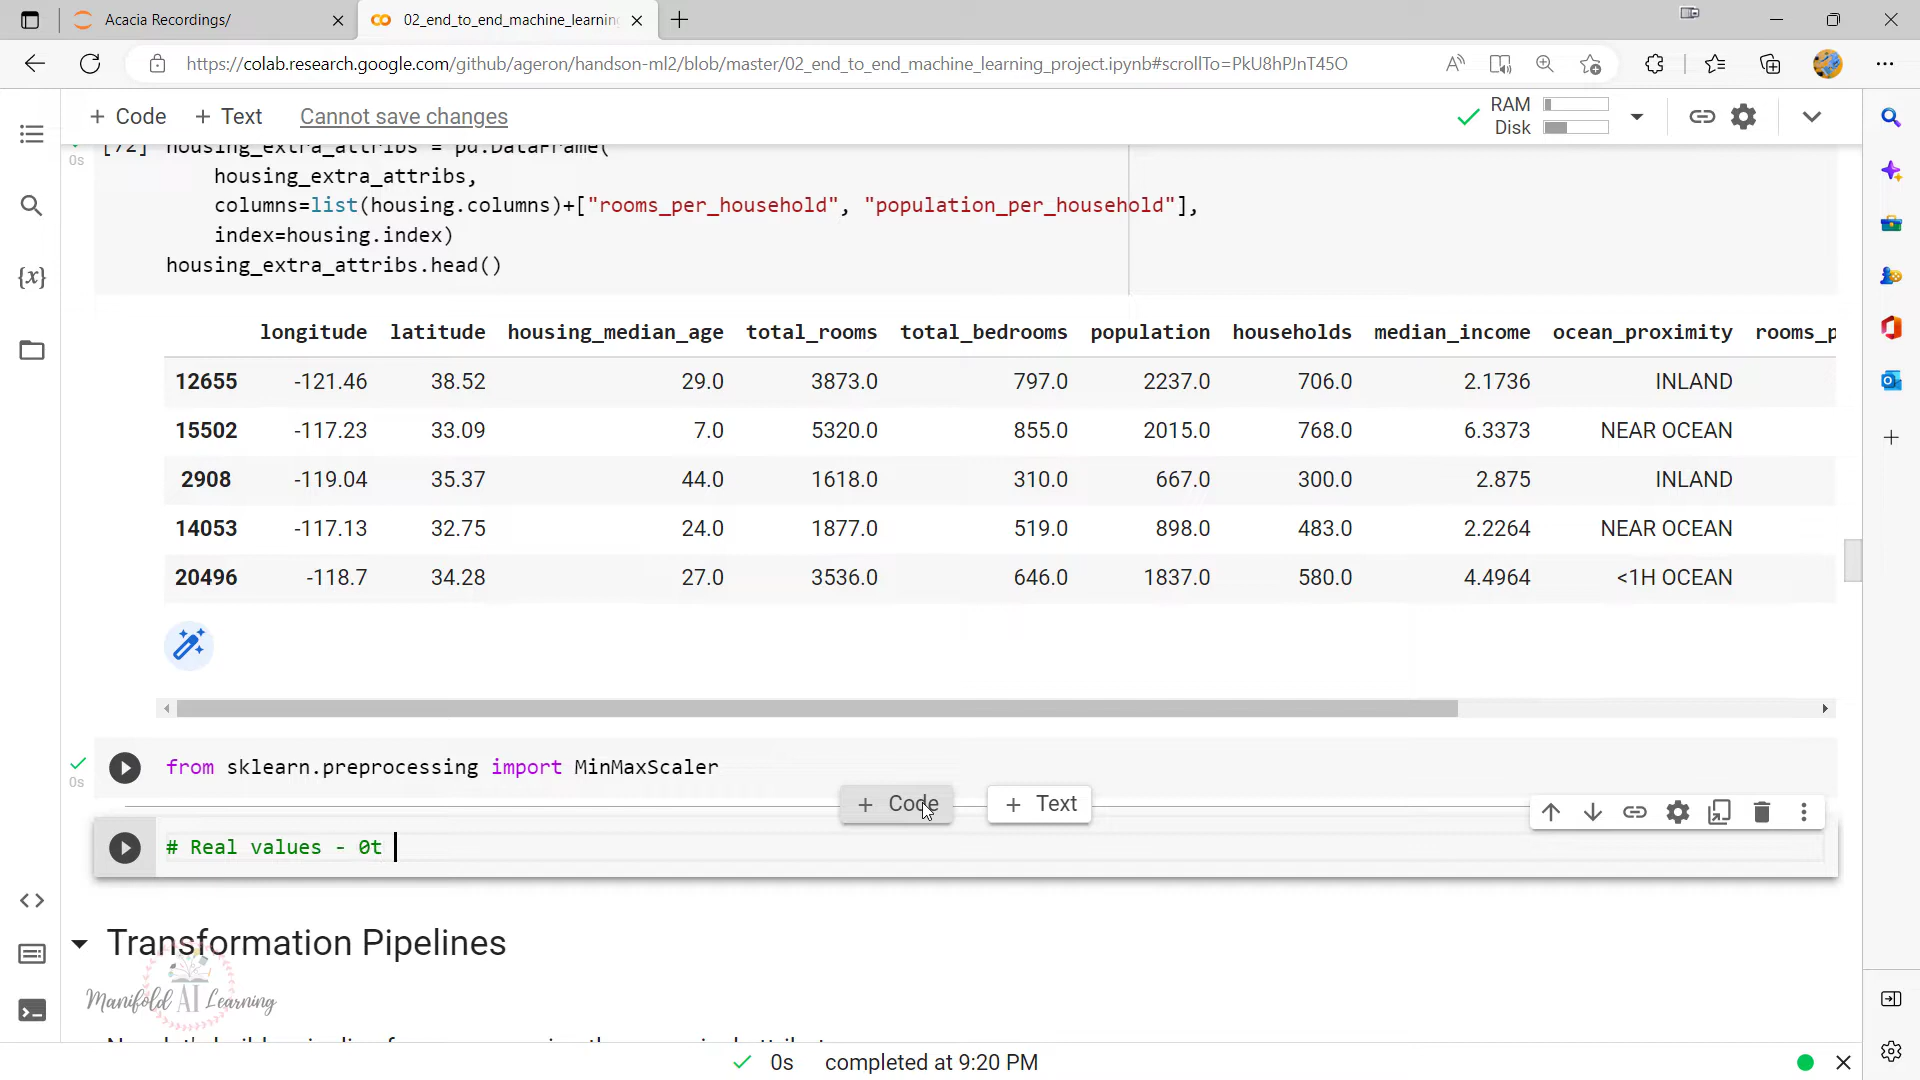 Acacia Recordings/
02_end_to_end_machine_learning
https://colab.research.google.com/github/ageron/handson-ml2/blob/master/02_end_to_end_machine_learning_project.ipynb#scrollTo=PkU8hPJnT45O
+ Code + Text Cannot save changes
RAM
Disk
[72] housing_extra_attribs = pd.DataFrame(
0s
housing_extra_attribs,
columns=list(housing.columns)+["rooms_per_household", "population_per_household"],
index=housing.index)
housing_extra_attribs.head()
longitude latitude housing_median_age total_rooms total_bedrooms population households median_income ocean_proximity rooms_p
12655 -121.46 38.52 29.0 3873.0 797.0 2237.0 706.0 2.1736 INLAND
15502 -117.23 33.09 7.0 5320.0 855.0 2015.0 768.0 6.3373 NEAR OCEAN
2908 -119.04 35.37 44.0 1618.0 310.0 667.0 300.0 2.875 INLAND
14053 -117.13 32.75 24.0 1877.0 519.0 898.0 483.0 2.2264 NEAR OCEAN
20496 -118.7 34.28 27.0 3536.0 646.0 1837.0 580.0 4.4964 <1H OCEAN
from sklearn.preprocessing import MinMaxScaler
0s
+ Code + Text
# Real values - 0t
Transformation Pipelines
Manifold AI Learning
0s completed at 9:20 PM